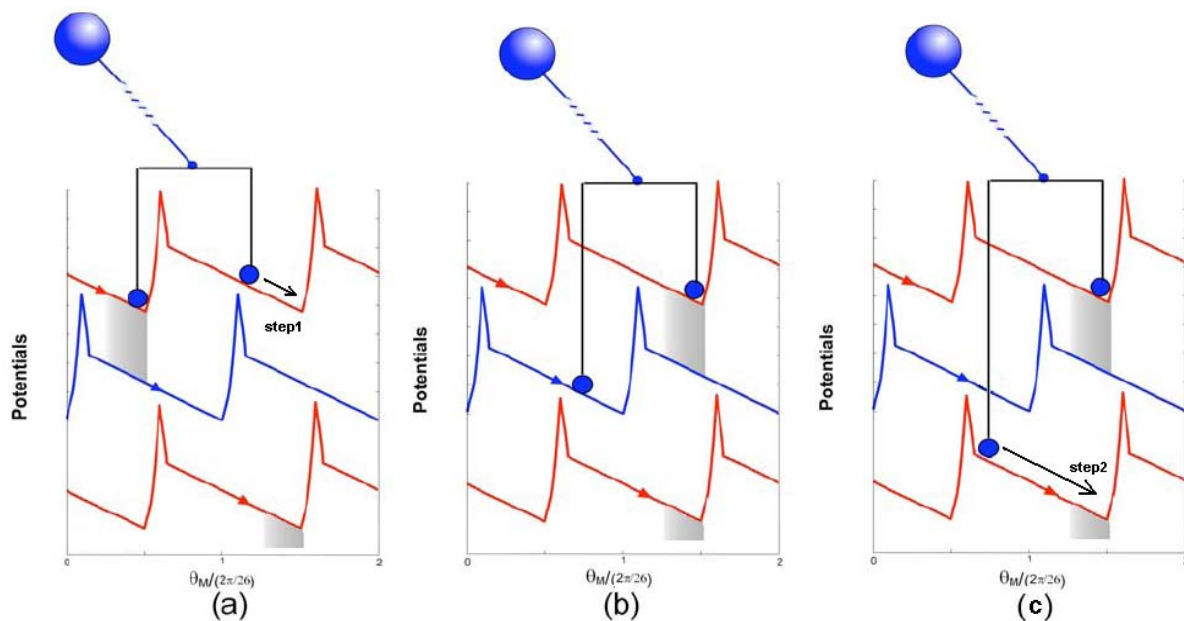 step1
Potentials
0 1 2
θM/(2π/26)
(a)
Potentials
0 1 2
θM/(2π/26)
(b)
step2
Potentials
0 1 2
θM/(2π/26)
(c)